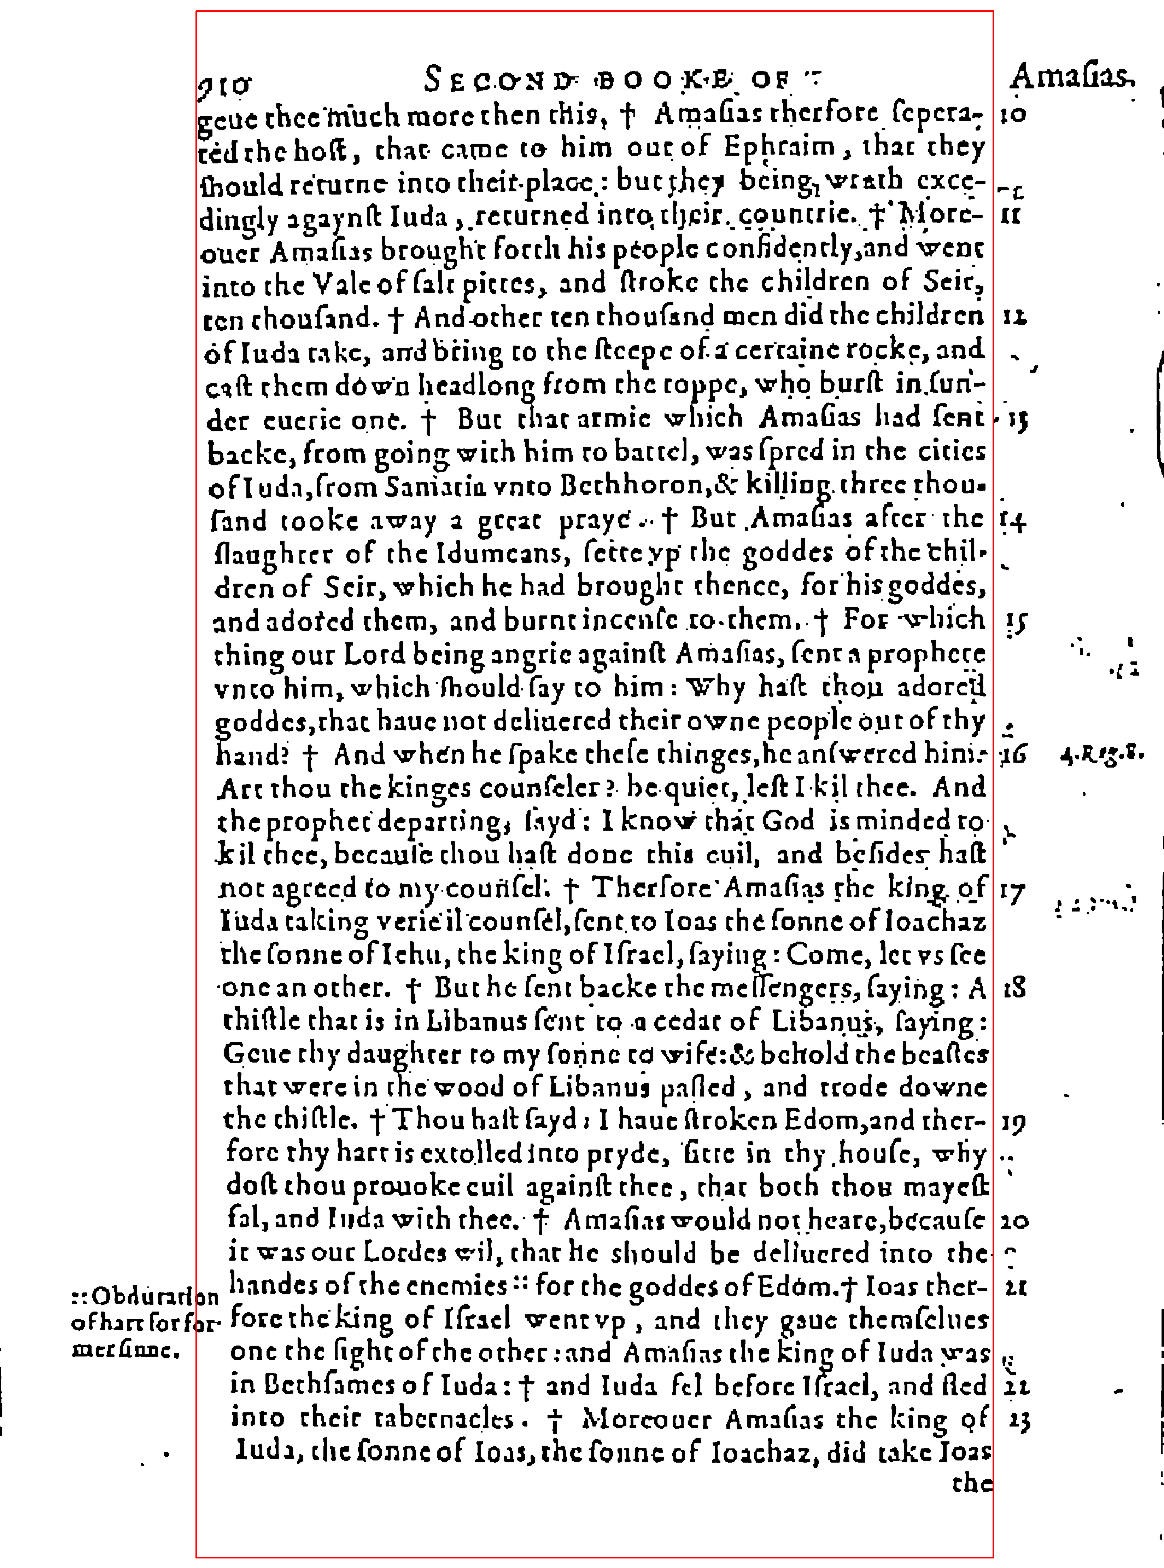 910 SECOND BOOKE OF Amaſias.
geue thee much more then this, † Amaſias therfore ſepera- 10
ted the hoſt, that came to him out of Ephraim, that they
ſhould returne into their place: but they being wrath exce-
dingly agaynſt Iuda, returned into their countrie. † More- 11
ouer Amaſias brought forth his people confidently, and went
into the Vale of ſalt pittes, and ſtroke the children of Seir,
ten thouſand. † And other ten thouſand men did the children 12
of Iuda take, and bring to the ſteepe of a certaine rocke, and
caſt them down headlong from the toppe, who burſt in ſun-
der euerie one. † But that armie which Amaſias had ſent 13
backe, from going with him to battel, was ſpred in the cities
of Iuda, from Samaria vnto Bethhoron, & killing three thou-
ſand tooke away a great praye. † But Amaſias after the 14
ſlaughter of the Idumeans, ſette vp the goddes of the chil-
dren of Seir, which he had brought thence, for his goddes,
and adored them, and burnt incenſe to them. † For which 15
thing our Lord being angrie againſt Amaſias, ſent a prophete
vnto him, which ſhould ſay to him: Why haſt thou adored
goddes, that haue not deliuered their owne people out of thy
hand? † And when he ſpake theſe thinges, he anſwered him: 16 4. Reg. 8.
Art thou the kinges counſeler? be quiet, leſt I kil thee. And
the prophet departing, ſayd: I know that God is minded to
kil thee, becauſe thou haſt done this euil, and beſides haſt
not agreed to my counſel. † Therfore Amaſias the king of 17
Iuda taking verie il counſel, ſent to Ioas the ſonne of Ioachaz
the ſonne of Iehu, the king of Iſrael, ſaying: Come, let vs ſee
one an other. † But he ſent backe the meſſengers, ſaying: A 18
thiſtle that is in Libanus ſent to a cedar of Libanus, ſaying:
Geue thy daughter to my ſonne to wife: & behold the beaſtes
that were in the wood of Libanus paſſed, and trode downe
the thiſtle. † Thou haſt ſayd: I haue ſtroken Edom, and ther- 19
fore thy hart is extolled into pryde, ſitte in thy houſe, why
doſt thou prouoke euil againſt thee, that both thou mayeſt
fal, and Iuda with thee. † Amaſias would not heare, becauſe 20
it was our Lordes wil, that he should be deliuered into the
handes of the enemies :: for the goddes of Edom. † Ioas ther- 21
:: Obduration
of hart for for-
mer ſinne.
fore the king of Iſrael went vp, and they gaue themſelues
one the ſight of the other: and Amaſias the king of Iuda was
in Bethſames of Iuda: † and Iuda fel before Iſrael, and fled 22
into their tabernacles. † Moreouer Amaſias the king of 23
Iuda, the ſonne of Ioas, the ſonne of Ioachaz, did take Ioas
the